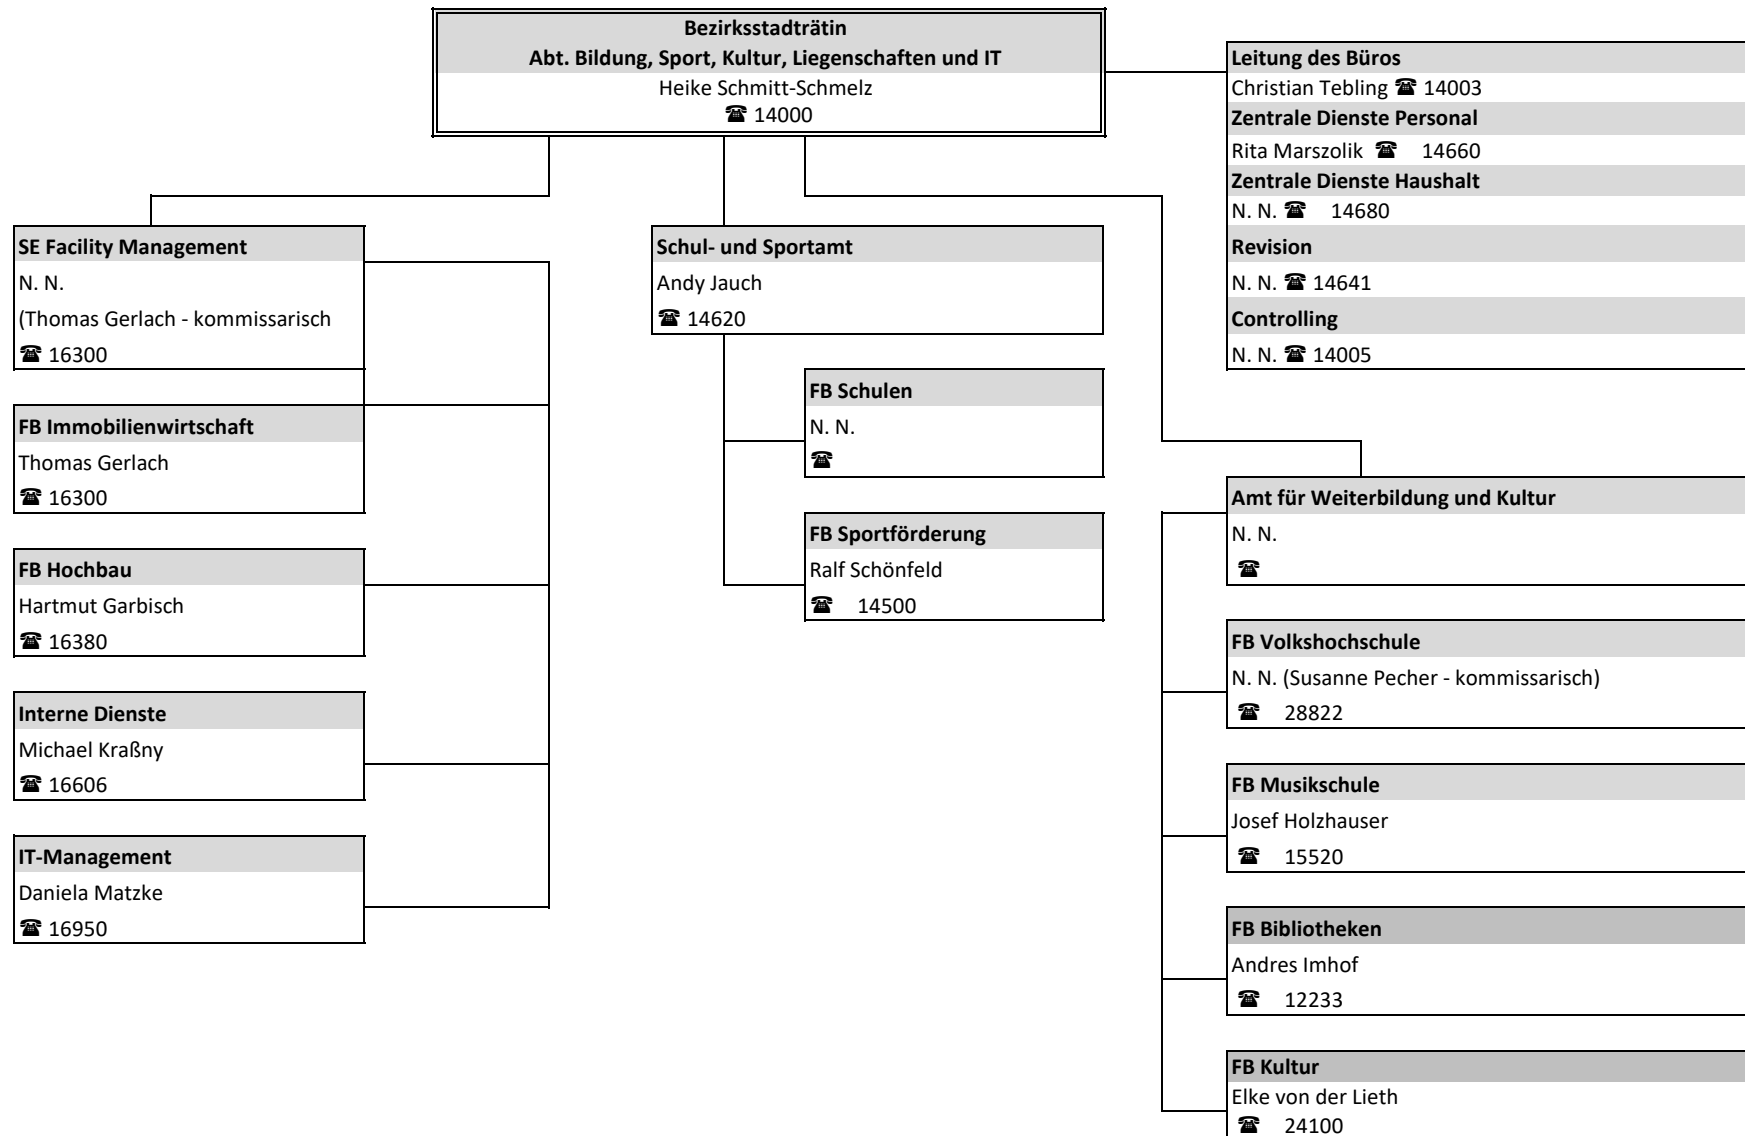 Bezirksstadträtin
Abt. Bildung, Sport, Kultur, Liegenschaften und IT
Heike Schmitt-Schmelz
☎ 14000
Leitung des Büros
Christian Tebling ☎ 14003
Zentrale Dienste Personal
Rita Marszolik ☎ 14660
Zentrale Dienste Haushalt
N. N. ☎ 14680
Revision
N. N. ☎ 14641
Controlling
N. N. ☎ 14005
SE Facility Management
N. N.
(Thomas Gerlach - kommissarisch
☎ 16300
FB Immobilienwirtschaft
Thomas Gerlach
☎ 16300
FB Hochbau
Hartmut Garbisch
☎ 16380
Interne Dienste
Michael Kraßny
☎ 16606
IT-Management
Daniela Matzke
☎ 16950
Schul- und Sportamt
Andy Jauch
☎ 14620
FB Schulen
N. N.
☎
FB Sportförderung
Ralf Schönfeld
☎ 14500
Amt für Weiterbildung und Kultur
N. N.
☎
FB Volkshochschule
N. N. (Susanne Pecher - kommissarisch)
☎ 28822
FB Musikschule
Josef Holzhauser
☎ 15520
FB Bibliotheken
Andres Imhof
☎ 12233
FB Kultur
Elke von der Lieth
☎ 24100